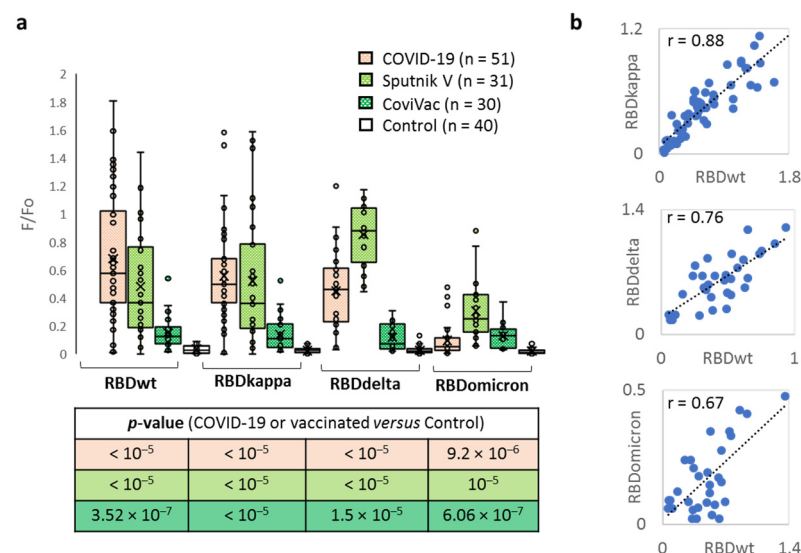 a
COVID-19 (n = 51)
Sputnik V (n = 31)
CoviVac (n = 30)
Control (n = 40)
F/Fo
2
1.8
1.6
1.4
1.2
1
0.8
0.6
0.4
0.2
0
RBDwt RBDkappa RBDdelta RBDomicron
p-value (COVID-19 or vaccinated versus Control)
< 10⁻⁵ < 10⁻⁵ < 10⁻⁵ 9.2 × 10⁻⁶
< 10⁻⁵ < 10⁻⁵ < 10⁻⁵ 10⁻⁵
3.52 × 10⁻⁷ < 10⁻⁵ 1.5 × 10⁻⁵ 6.06 × 10⁻⁷
b
1.2
r = 0.88
RBDkappa
0
0 RBDwt 1.8
1.4
r = 0.76
RBDdelta
0
0 RBDwt 1
0.5
r = 0.67
RBDomicron
0
0 RBDwt 1.4